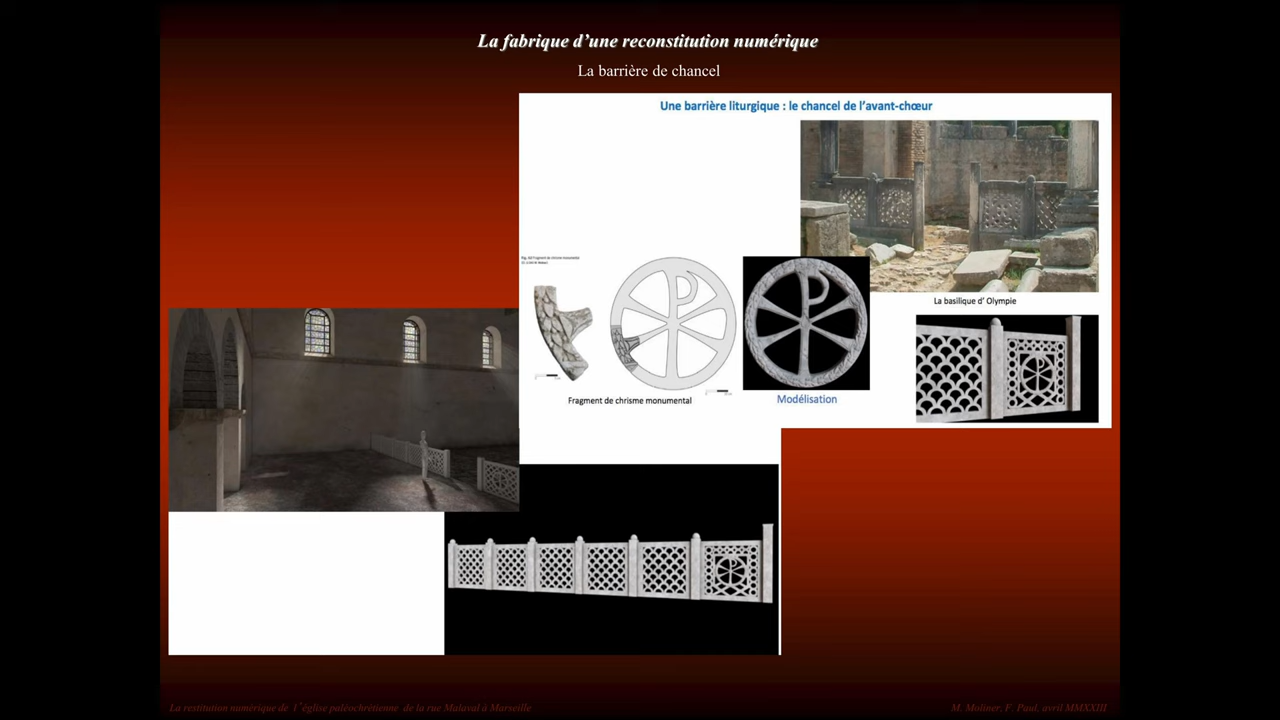 La fabrique d’une reconstitution numérique
La barrière de chancel
Une barrière liturgique : le chancel de l’avant-chœur
La basilique d’ Olympie
Fragment de chrisme monumental
Modélisation
La restitution numérique de l’église paléochrétienne de la rue Malaval à Marseille
M. Moliner, F. Paul, avril MMXXIII